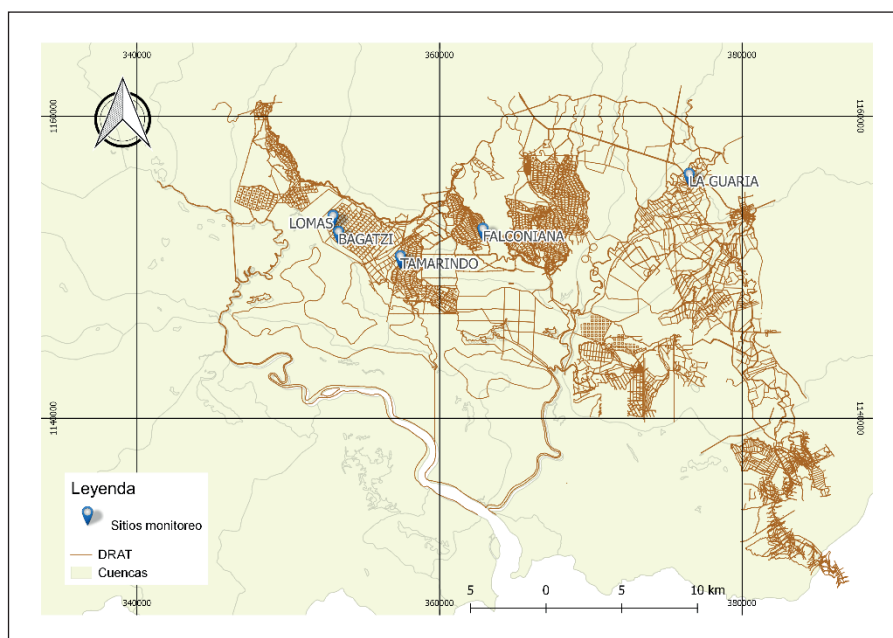 340000 360000 380000
1160000 1160000
LA GUARIA
LOMAS
BAGATZI
FALCONIANA
TAMARINDO
1140000 1140000
Leyenda
Sitios monitoreo
DRAT
Cuencas
5 0 5 10 km
340000 360000 380000